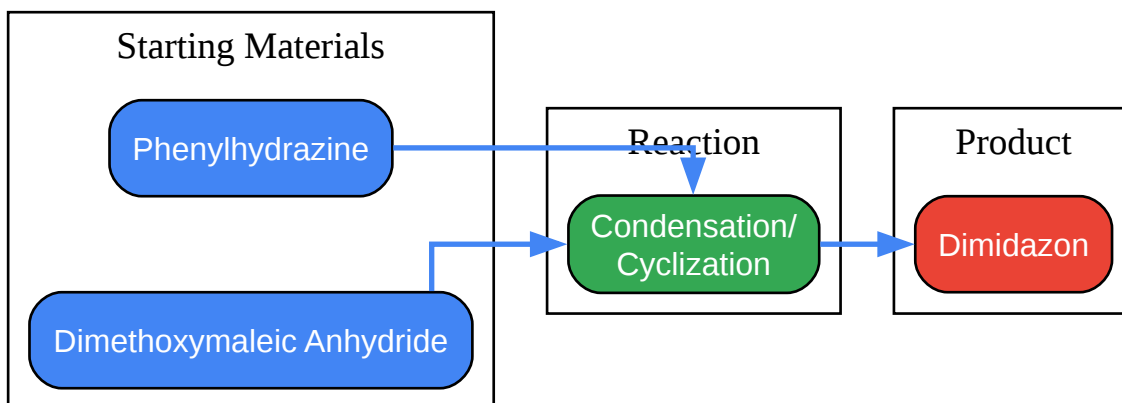 Starting Materials
Phenylhydrazine
Dimethoxymaleic Anhydride
Reaction
Condensation/
Cyclization
Product
Dimidazon